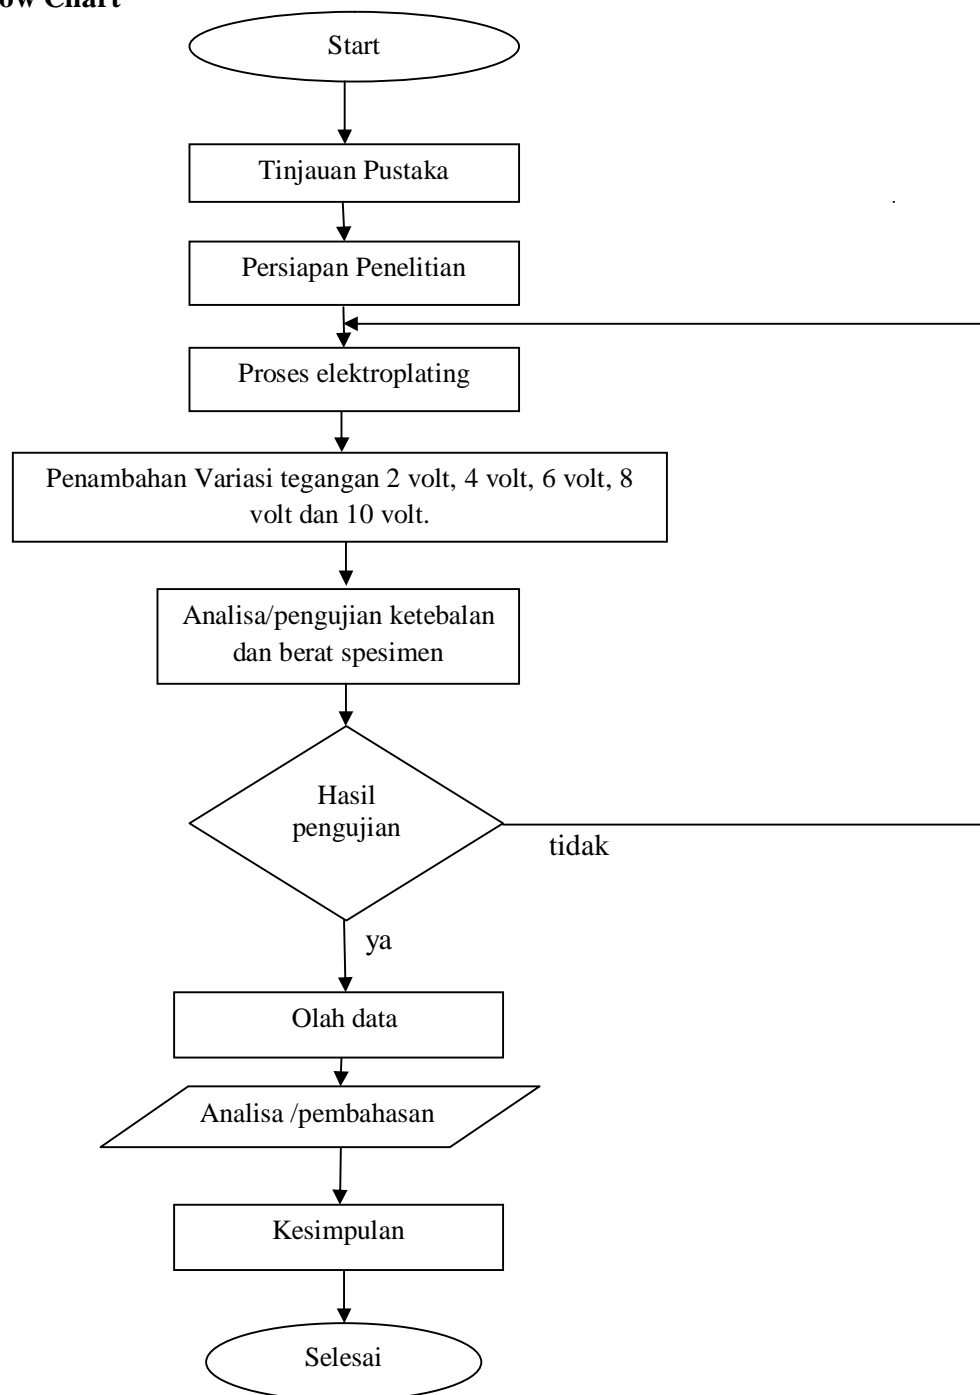 ow Chart
Start
Tinjauan Pustaka
Persiapan Penelitian
Proses elektroplating
Penambahan Variasi tegangan 2 volt, 4 volt, 6 volt, 8
volt dan 10 volt.
Analisa/pengujian ketebalan
dan berat spesimen
Hasil
pengujian
tidak
ya
Olah data
Analisa /pembahasan
Kesimpulan
Selesai